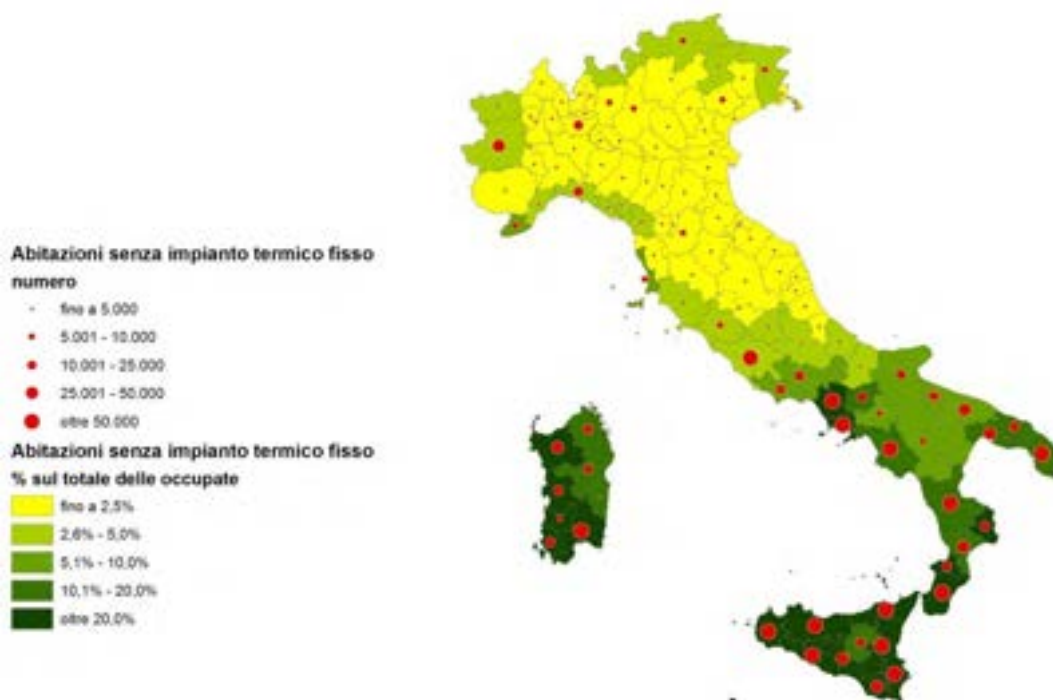 Abitazioni senza impianto termico fisso
numero
fino a 5.000
5.001 - 10.000
10.001 - 25.000
25.001 - 50.000
oltre 50.000
Abitazioni senza impianto termico fisso
% sul totale delle occupate
fino a 2,5%
2,6% - 5,0%
5,1% - 10,0%
10,1% - 20,0%
oltre 20,0%